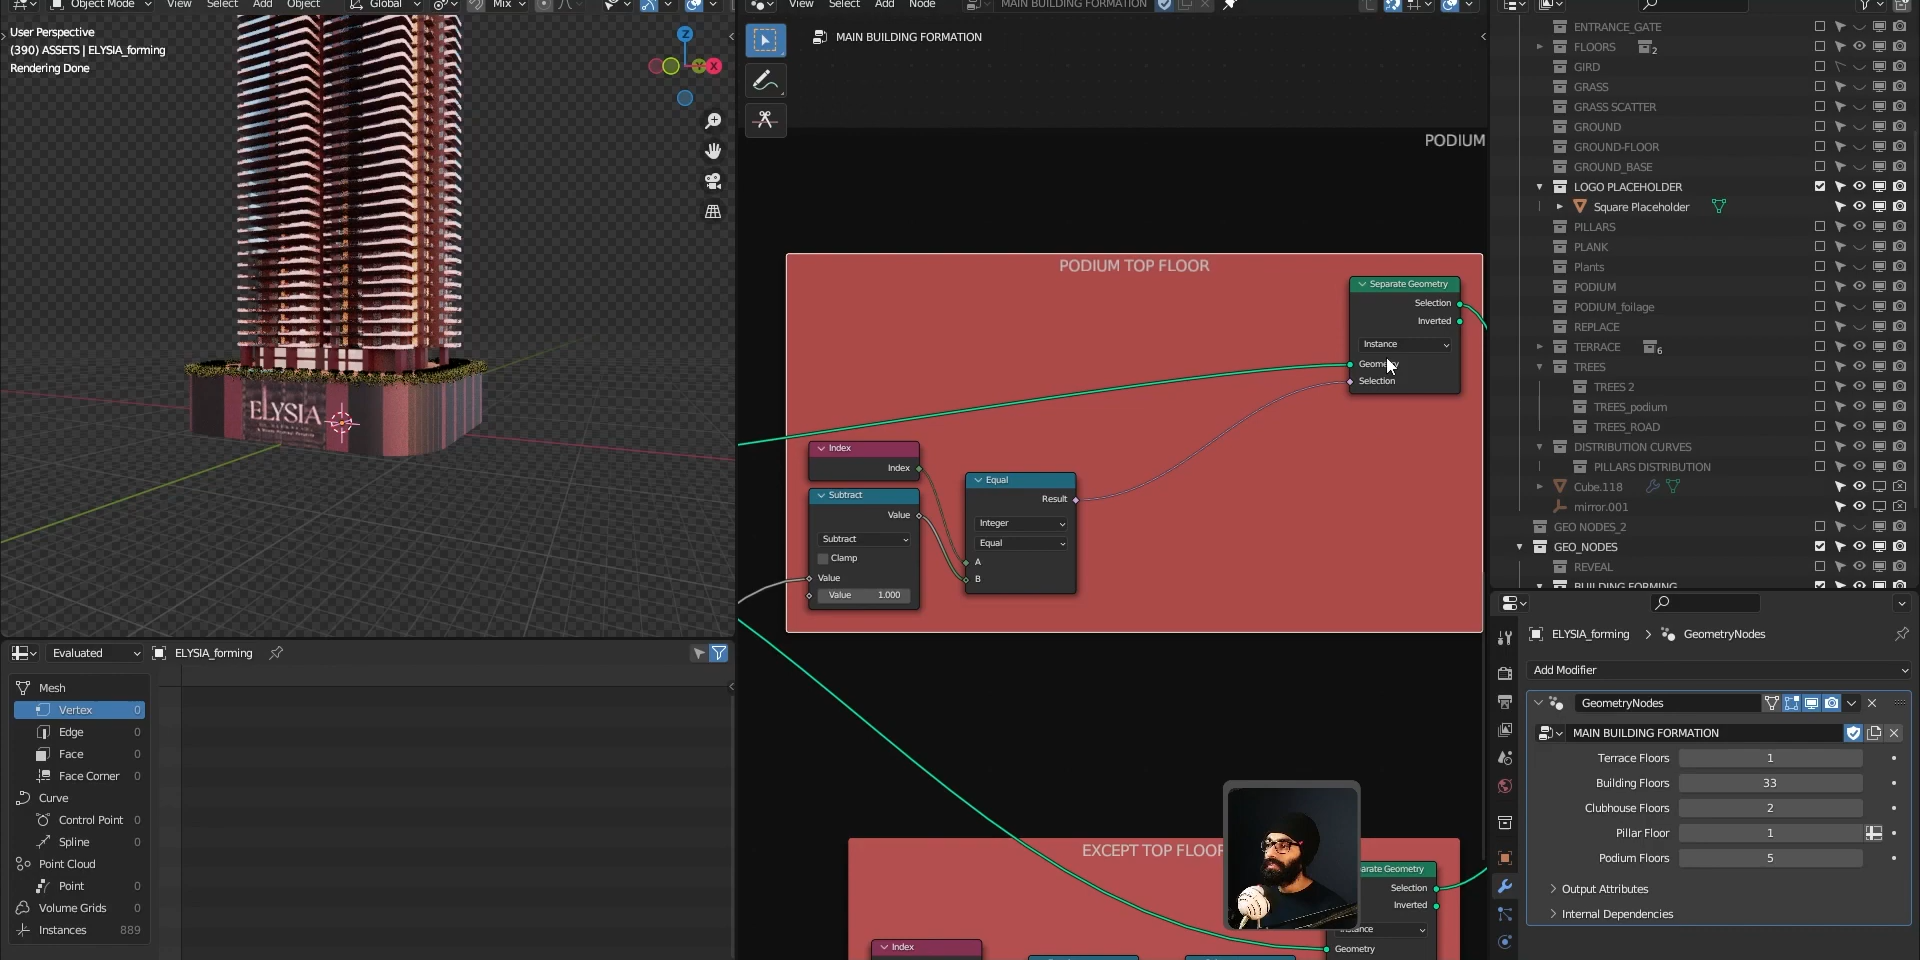 Object Mode
View
Select
Add
Object
Global
Mix
User Perspective
(390) ASSETS | ELYSIA_forming
Rendering Done
Z
X
ELYSIA
Evaluated
ELYSIA_forming
Mesh
Vertex 0
Edge 0
Face 0
Face Corner 0
Curve
Control Point 0
Spline 0
Point Cloud
Point 0
Volume Grids 0
Instances 889
View
Select
Add
Node
MAIN BUILDING FORMATION
MAIN BUILDING FORMATION
PODIUM
PODIUM TOP FLOOR
Separate Geometry
Selection
Inverted
Instance
Geometry
Selection
Index
Index
Subtract
Value
Subtract
Clamp
Value
Value 1.000
Equal
Result
Integer
Equal
A
B
EXCEPT TOP FLOOR
arate Geometry
Selection
Inverted
Instance
Geometry
Index
ENTRANCE_GATE
FLOORS 2
GIRD
GRASS
GRASS SCATTER
GROUND
GROUND-FLOOR
GROUND_BASE
LOGO PLACEHOLDER
Square Placeholder
PILLARS
PLANK
Plants
PODIUM
PODIUM_foilage
REPLACE
TERRACE 6
TREES
TREES 2
TREES_podium
TREES_ROAD
DISTRIBUTION CURVES
PILLARS DISTRIBUTION
Cube.118
mirror.001
GEO NODES_2
GEO_NODES
REVEAL
BUILDING FORMING
ELYSIA_forming > GeometryNodes
Add Modifier
GeometryNodes
MAIN BUILDING FORMATION
Terrace Floors 1
Building Floors 33
Clubhouse Floors 2
Pillar Floor 1
Podium Floors 5
Output Attributes
Internal Dependencies